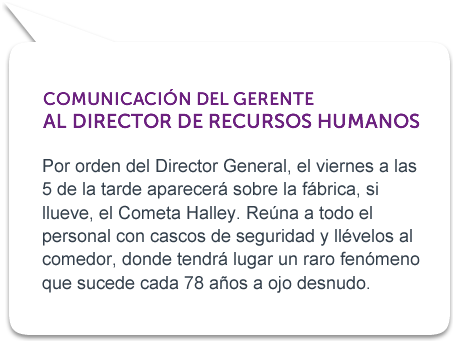 COMUNICACIÓN DEL GERENTE
AL DIRECTOR DE RECURSOS HUMANOS
Por orden del Director General, el viernes a las
5 de la tarde aparecerá sobre la fábrica, si
llueve, el Cometa Halley. Reúna a todo el
personal con cascos de seguridad y llévelos al
comedor, donde tendrá lugar un raro fenómeno
que sucede cada 78 años a ojo desnudo.